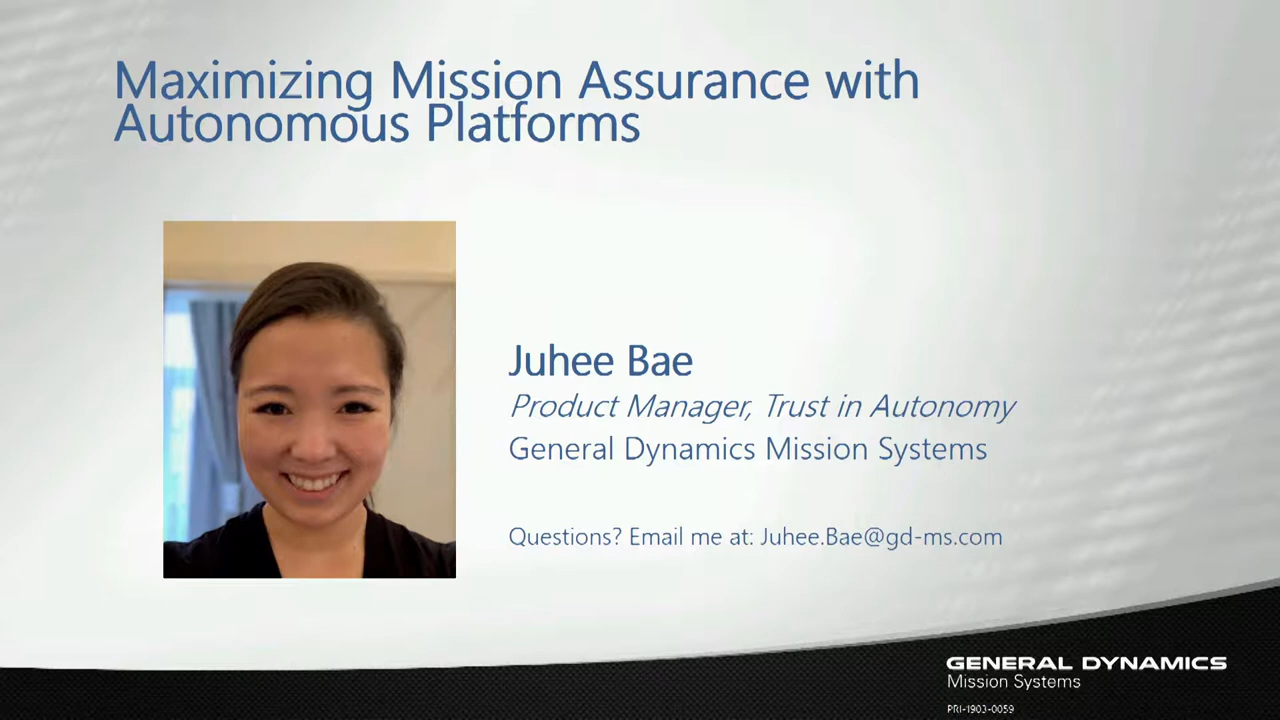 Maximizing Mission Assurance with
Autonomous Platforms
Juhee Bae
Product Manager, Trust in Autonomy
General Dynamics Mission Systems
Questions? Email me at: Juhee.Bae@gd-ms.com
GENERAL DYNAMICS
Mission Systems
PRI-1903-0059